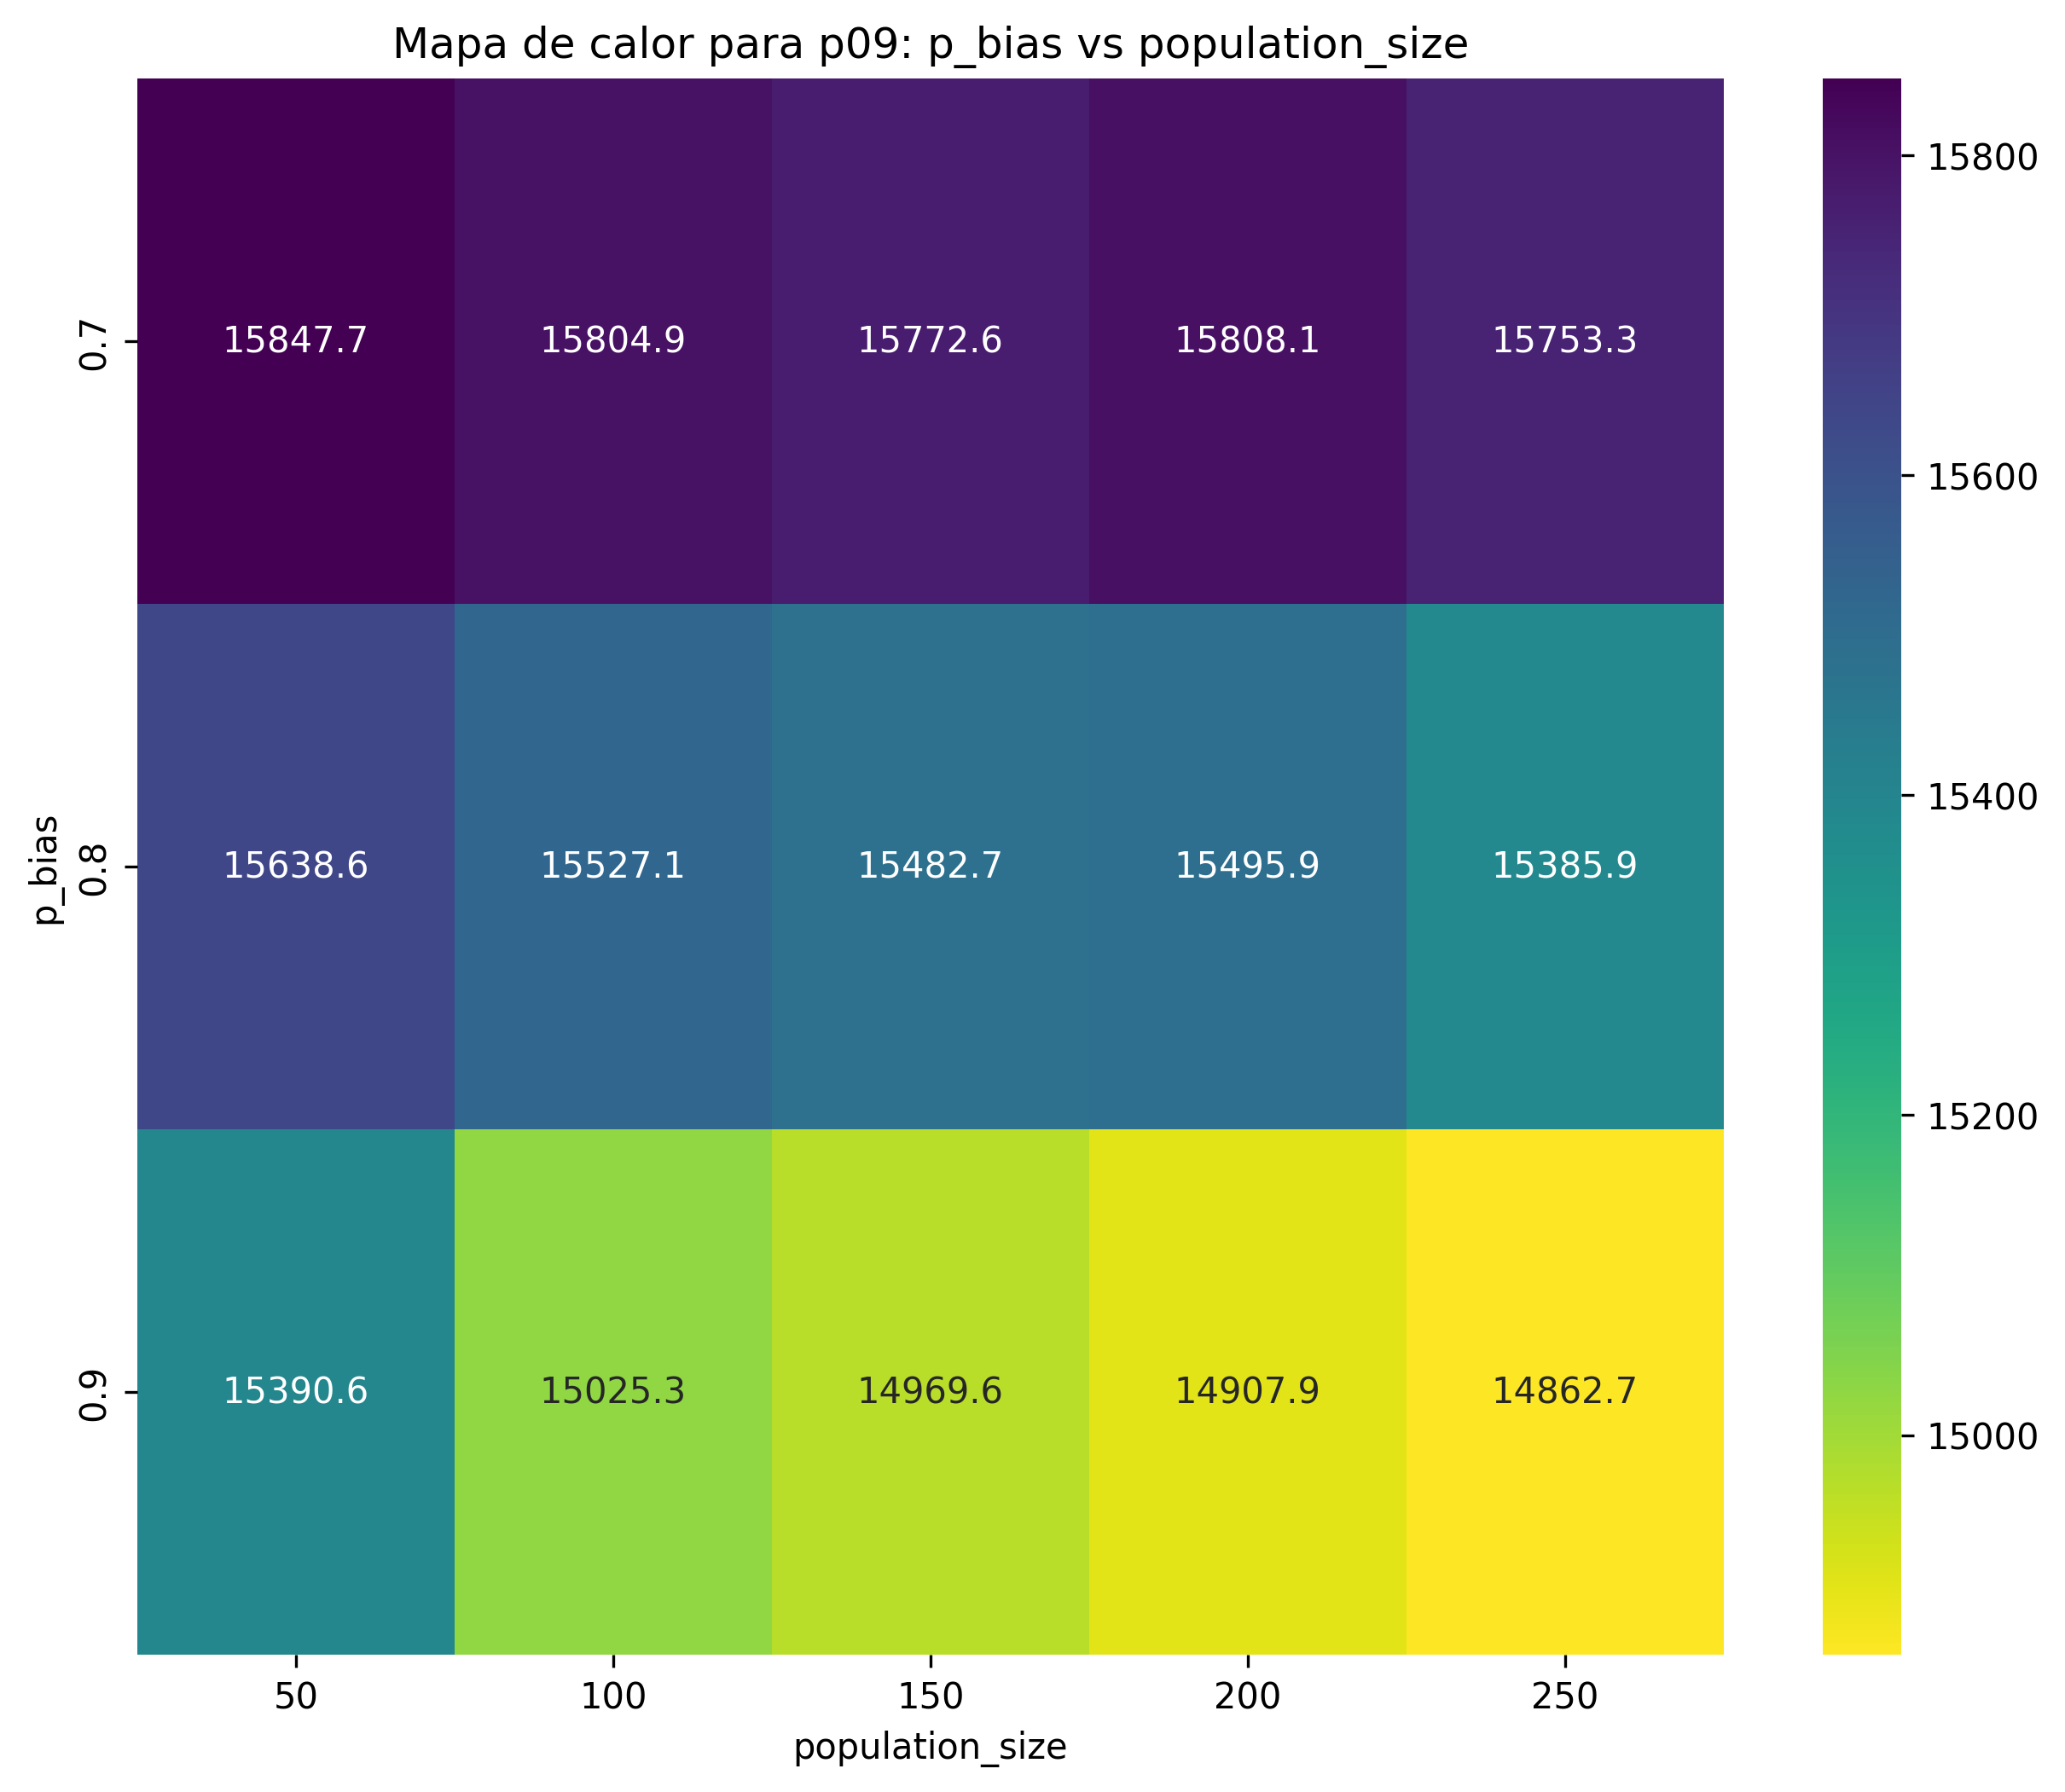 Mapa de calor para p09: p_bias vs population_size
15800
15600
15400
15200
15000
p_bias
0.7
15847.7 15804.9 15772.6 15808.1 15753.3
0.8
15638.6 15527.1 15482.7 15495.9 15385.9
0.9
15390.6 15025.3 14969.6 14907.9 14862.7
50 100 150 200 250
population_size